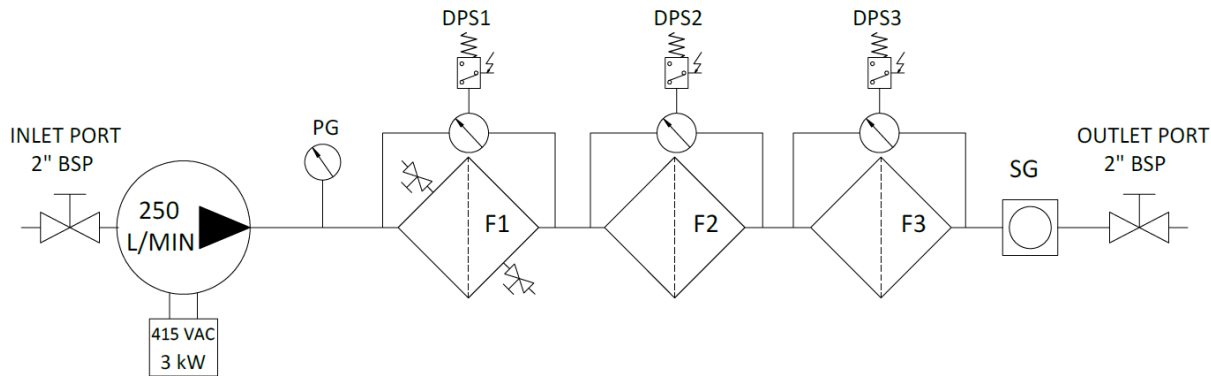 DPS1
DPS2
DPS3
INLET PORT
2" BSP
PG
OUTLET PORT
2" BSP
SG
250
L/MIN
F1
F2
F3
415 VAC
3 kW